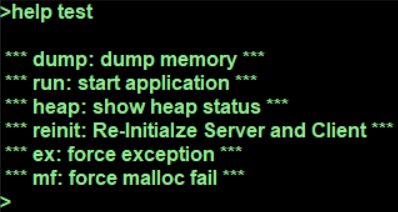 >help test
*** dump: dump memory ***
*** run: start application ***
*** heap: show heap status ***
*** reinit: Re-Initialze Server and Client ***
*** ex: force exception ***
*** mf: force malloc fail ***
>